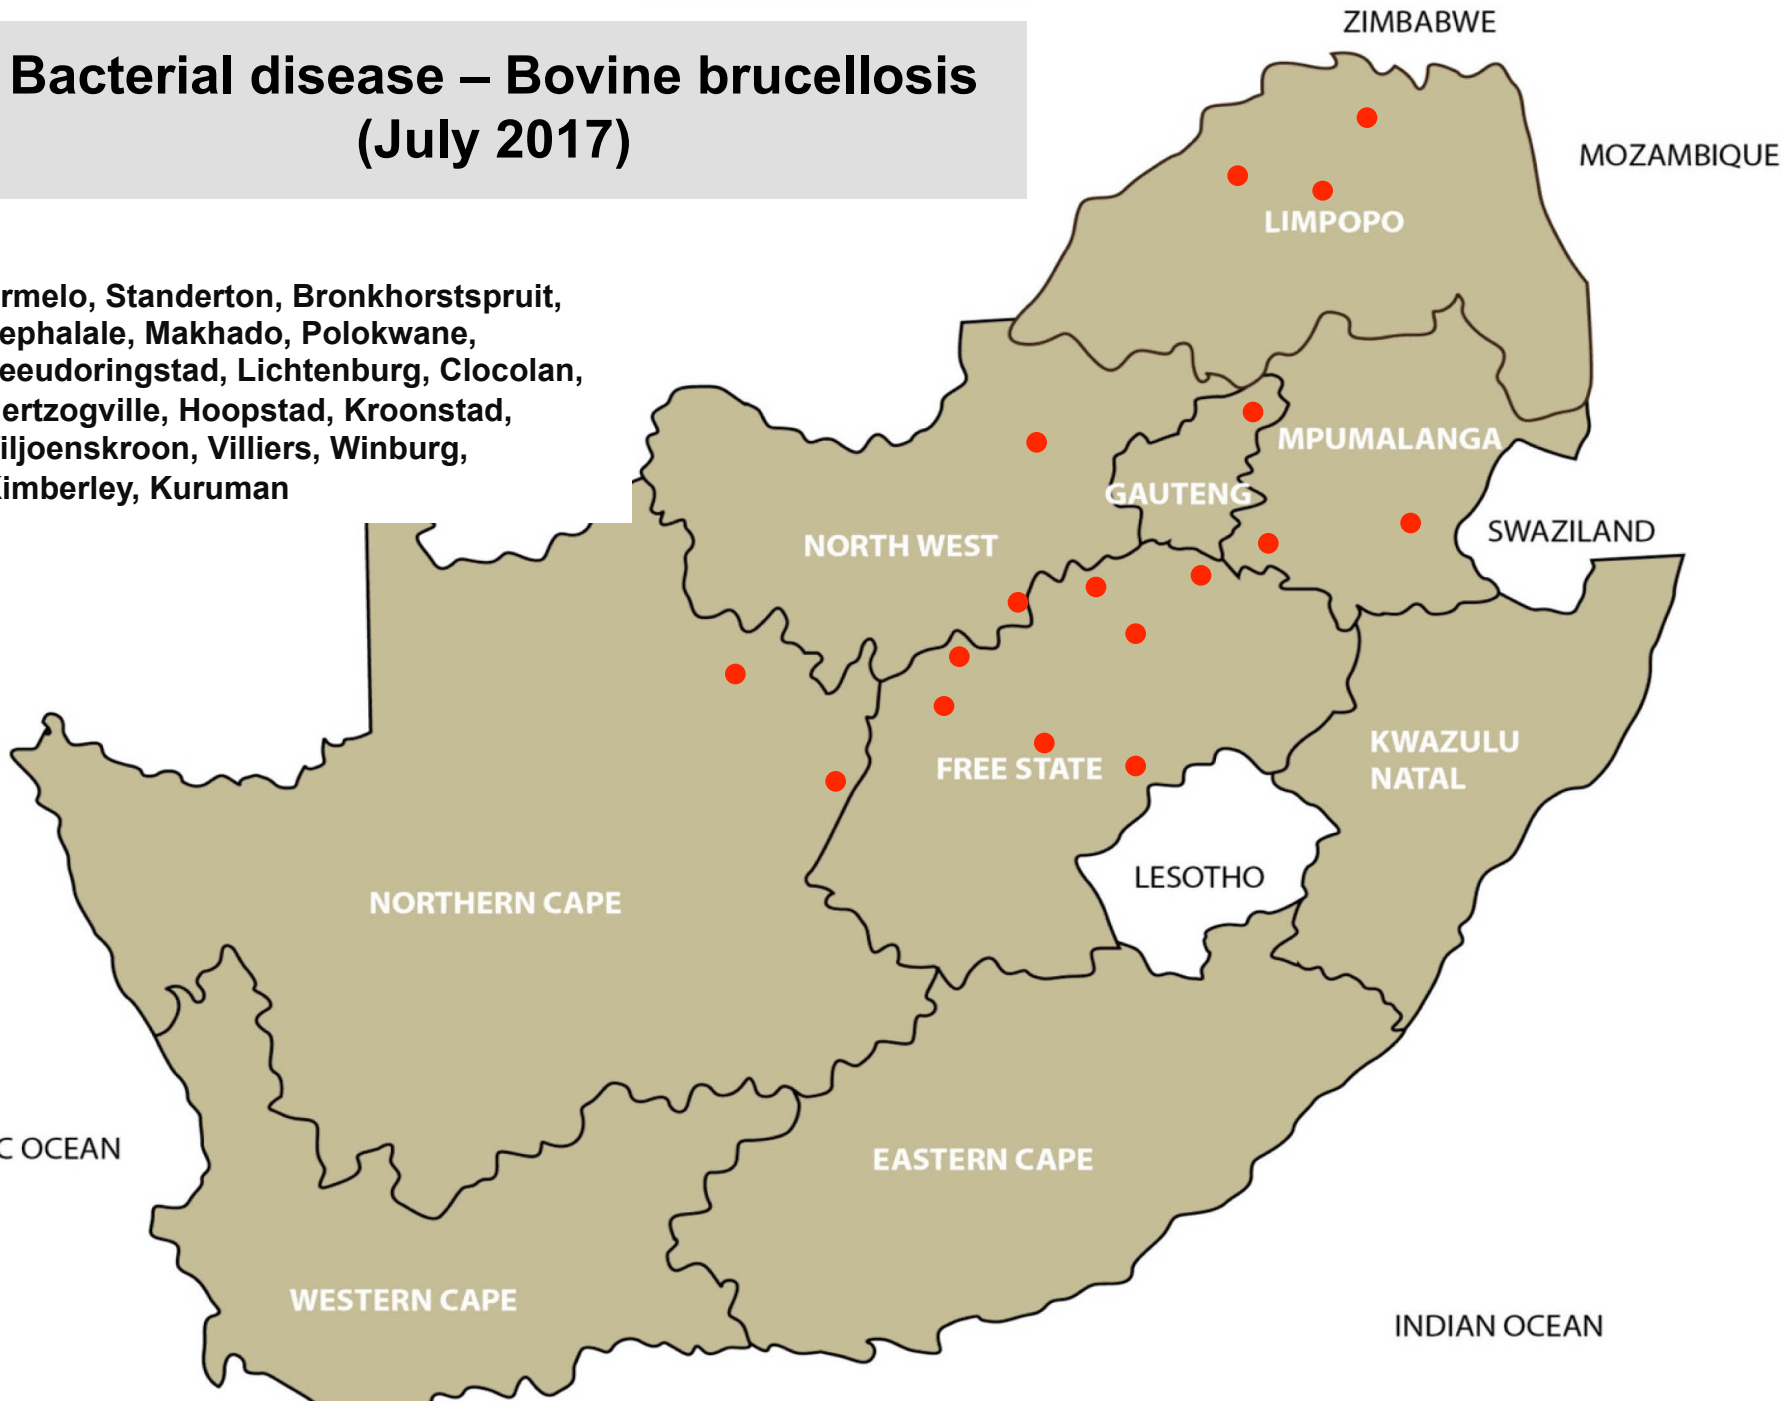 ZIMBABWE
Bacterial disease – Bovine brucellosis
(July 2017)
MOZAMBIQUE
LIMPOPO
rmelo, Standerton, Bronkhorstspruit,
ephalale, Makhado, Polokwane,
eeudoringstad, Lichtenburg, Clocolan,
ertzogville, Hoopstad, Kroonstad,
iljoenskroon, Villiers, Winburg,
Kimberley, Kuruman
MPUMALANGA
GAUTENG
SWAZILAND
NORTH WEST
KWAZULU
NATAL
FREE STATE
LESOTHO
NORTHERN CAPE
C OCEAN
EASTERN CAPE
WESTERN CAPE
INDIAN OCEAN